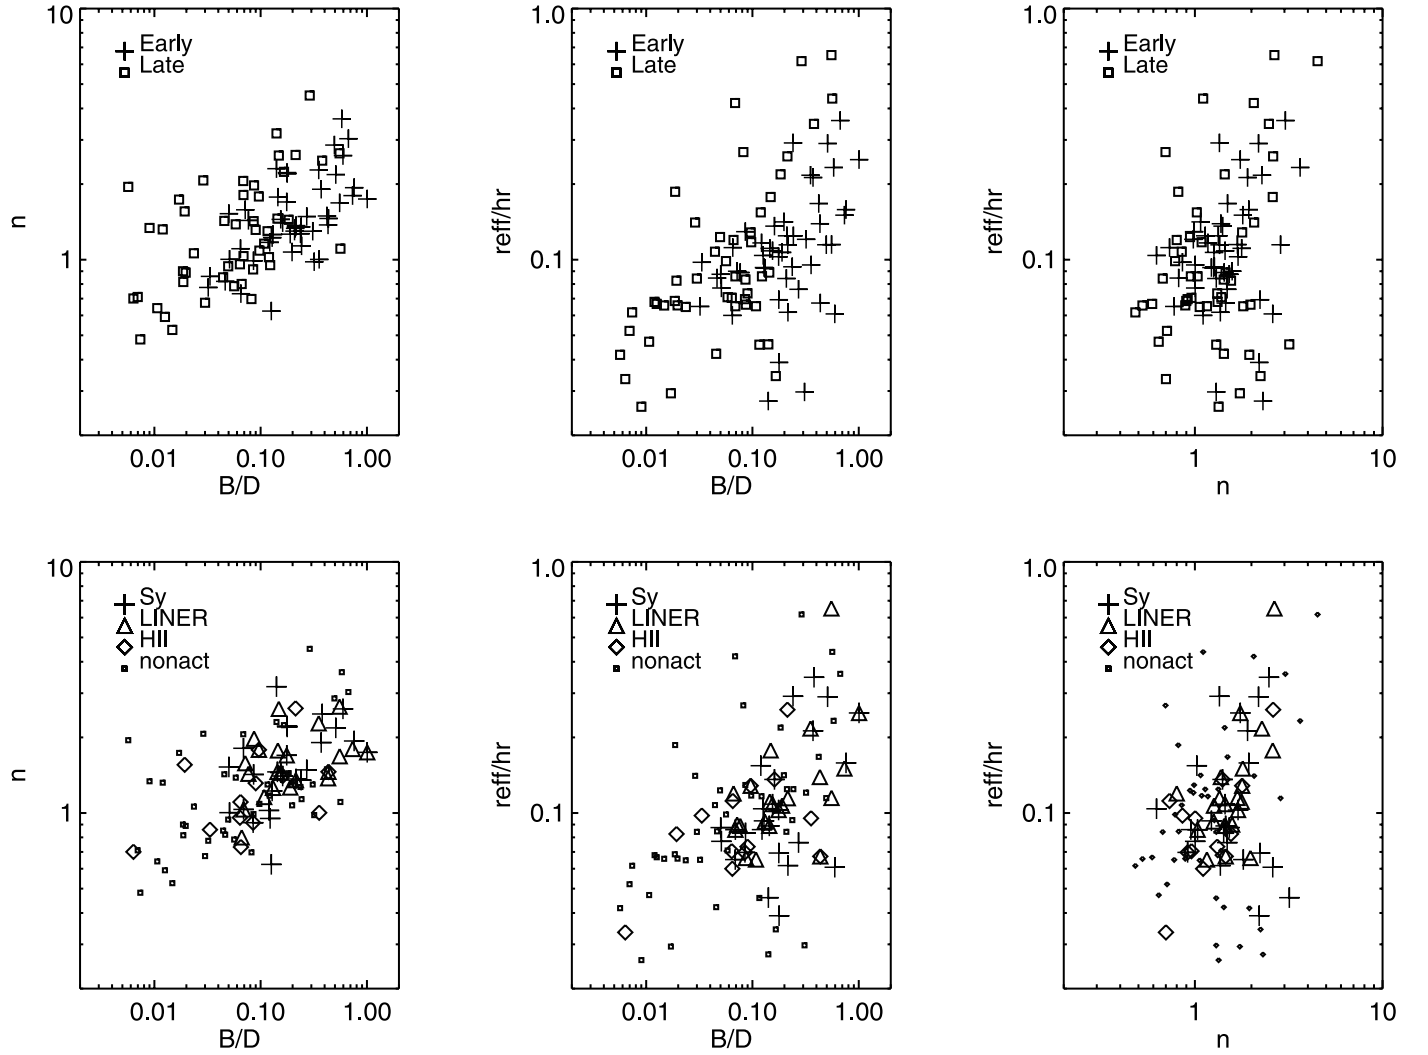 10
Early
Late
n
1
0.01 0.10 1.00
B/D
1.0
Early
Late
reff/hr
0.1
0.01 0.10 1.00
B/D
1.0
Early
Late
reff/hr
0.1
1 10
n
10
Sy
LINER
HII
nonact
n
1
0.01 0.10 1.00
B/D
1.0
Sy
LINER
HII
nonact
reff/hr
0.1
0.01 0.10 1.00
B/D
1.0
Sy
LINER
HII
nonact
reff/hr
0.1
1 10
n